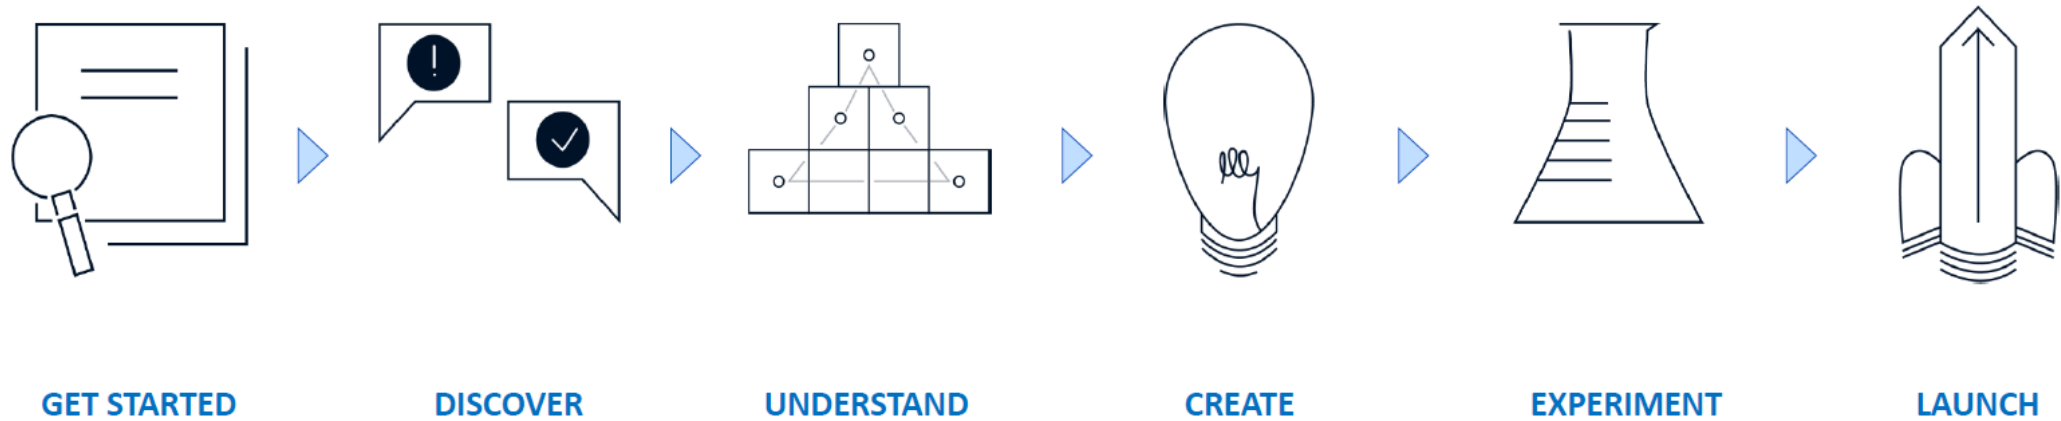 GET STARTED
DISCOVER
UNDERSTAND
CREATE
EXPERIMENT
LAUNCH